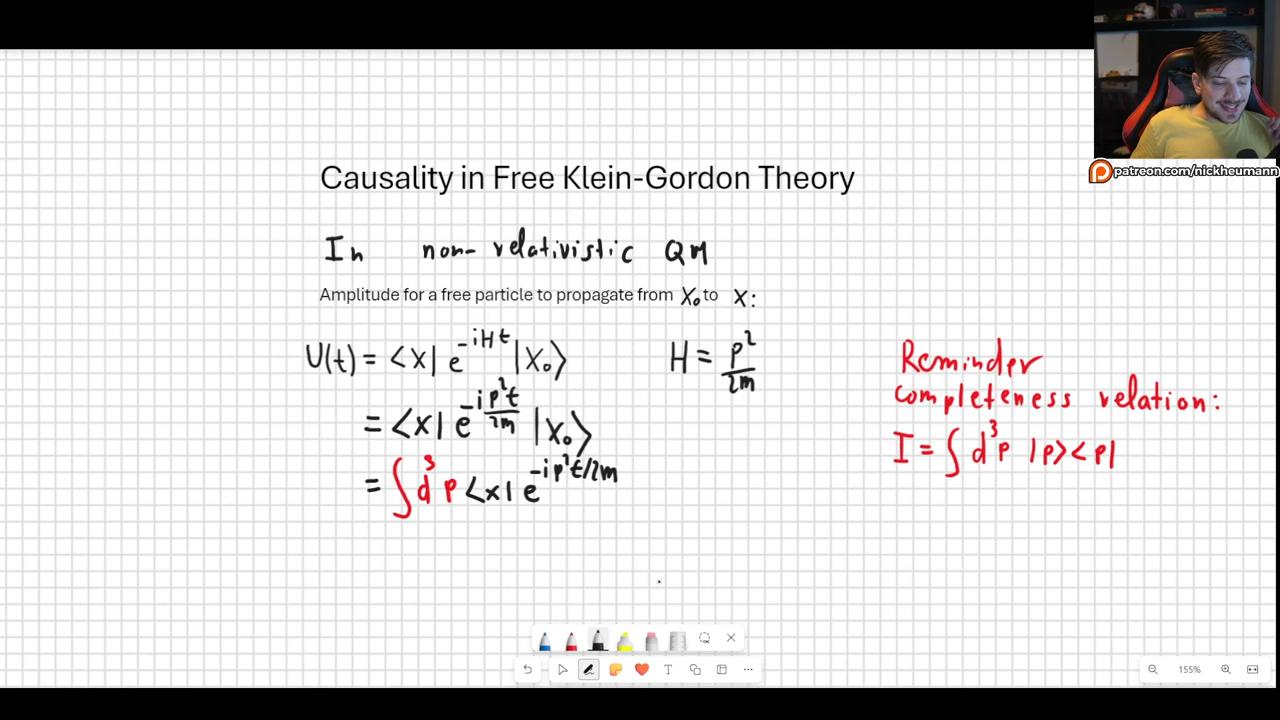 patreon.com/nickheumann
Causality in Free Klein-Gordon Theory
In non-relativistic QM
Amplitude for a free particle to propagate from X₀ to X:
U(t) = <x| e^{-iHt} |X₀> H = p²/2m
= <x| e^{-i p²t/2m} |X₀>
= ∫d³p <x| e^{-ip²t/2m}
Reminder
completeness relation:
I = ∫ d³p |p><p|
155%